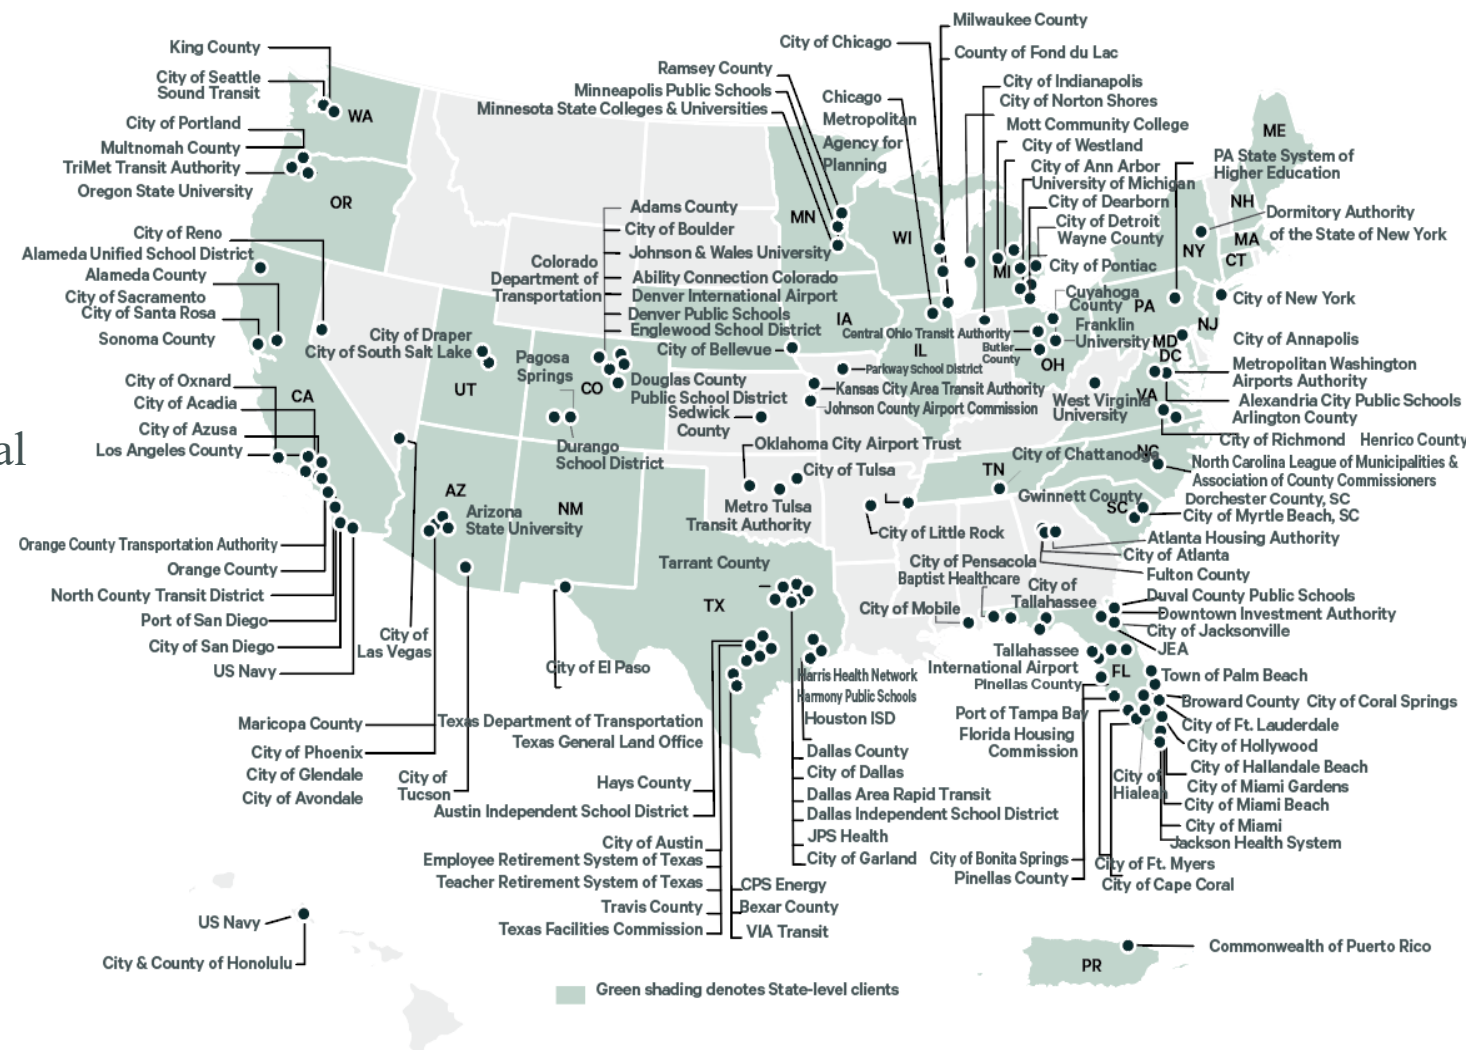 King County
City of Seattle
Sound Transit
WA
City of Portland
Multnomah County
TriMet Transit Authority
Oregon State University
OR
City of Reno
Alameda Unified School District
Alameda County
City of Sacramento
City of Santa Rosa
Sonoma County
City of Oxnard
City of Acadia
City of Azusa
Los Angeles County
CA
al
Orange County Transportation Authority
Orange County
North County Transit District
Port of San Diego
City of San Diego
US Navy
City of
Las Vegas
Maricopa County
City of Phoenix
City of Glendale
City of Avondale
City of
Tucson
AZ
Arizona
State University
NM
City of Draper
City of South Salt Lake
UT
Adams County
City of Boulder
Johnson & Wales University
Colorado
Department of
Transportation
Ability Connection Colorado
Denver International Airport
Denver Public Schools
Englewood School District
City of Bellevue
Pagosa
Springs
CO
Douglas County
Public School District
Durango
School District
Sedwick
County
Ramsey County
Minneapolis Public Schools
Minnesota State Colleges & Universities
MN
WI
IA
IL
City of Chicago
Chicago
Metropolitan
Agency for
Planning
Milwaukee County
County of Fond du Lac
City of Indianapolis
City of Norton Shores
Mott Community College
City of Westland
City of Ann Arbor
University of Michigan
City of Dearborn
City of Detroit
Wayne County
City of Pontiac
MI
Cuyahoga
County
Central Ohio Transit Authority
Franklin
University
Butler
County
OH
Parkway School District
Kansas City Area Transit Authority
Johnson County Airport Commission
Oklahoma City Airport Trust
City of Tulsa
Metro Tulsa
Transit Authority
City of Little Rock
ME
PA State System of
Higher Education
NH
Dormitory Authority
of the State of New York
NY
MA
CT
City of New York
PA
NJ
City of Annapolis
MD
DC
Metropolitan Washington
Airports Authority
VA
Alexandria City Public Schools
Arlington County
West Virginia
University
City of Richmond Henrico County
City of Chattanooga
NC
TN
North Carolina League of Municipalities &
Association of County Commissioners
Gwinnett County
SC
Dorchester County, SC
City of Myrtle Beach, SC
Atlanta Housing Authority
City of Atlanta
Fulton County
City of Pensacola
Baptist Healthcare
City of
Tallahassee
City of Mobile
Duval County Public Schools
Downtown Investment Authority
City of Jacksonville
JEA
Tallahassee
International Airport
Pinellas County
FL
Town of Palm Beach
Broward County City of Coral Springs
Port of Tampa Bay
City of Ft. Lauderdale
Florida Housing
Commission
City of Hollywood
City of Hallandale Beach
City of
Hialeah
City of Miami Gardens
City of Miami Beach
City of Miami
Jackson Health System
City of Bonita Springs
City of Ft. Myers
Pinellas County
City of Cape Coral
Tarrant County
TX
City of El Paso
Harris Health Network
Harmony Public Schools
Houston ISD
Texas Department of Transportation
Texas General Land Office
Dallas County
City of Dallas
Hays County
Dallas Area Rapid Transit
Austin Independent School District
Dallas Independent School District
JPS Health
City of Austin
City of Garland
Employee Retirement System of Texas
Teacher Retirement System of Texas
CPS Energy
Travis County
Bexar County
Texas Facilities Commission
VIA Transit
US Navy
City & County of Honolulu
Commonwealth of Puerto Rico
PR
Green shading denotes State-level clients